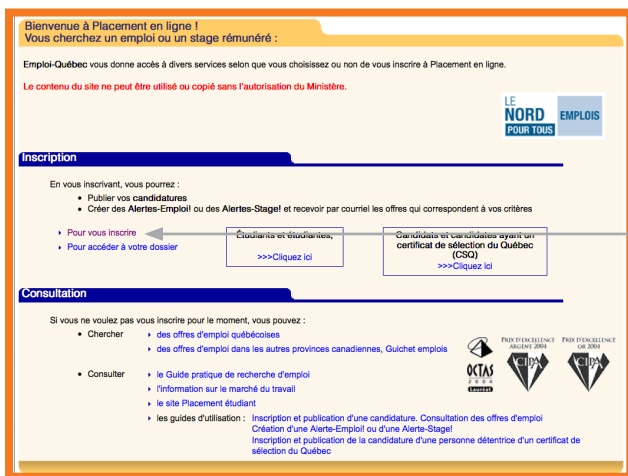 Bienvenue à Placement en ligne !
Vous cherchez un emploi ou un stage rémunéré :
Emploi-Québec vous donne accès à divers services selon que vous choisissez ou non de vous inscrire à Placement en ligne.
Le contenu du site ne peut être utilisé ou copié sans l'autorisation du Ministère.
LE
NORD
POUR TOUS
EMPLOIS
Inscription
En vous inscrivant, vous pourrez :
• Publier vos candidatures
• Créer des Alertes-Emploi! ou des Alertes-Stage! et recevoir par courriel les offres qui correspondent à vos critères
Pour vous inscrire
Pour accéder à votre dossier
Étudiants et étudiantes,
>>>Cliquez ici
Candidats et candidates ayant un
certificat de sélection du Québec
(CSQ)
>>>Cliquez ici
Consultation
Si vous ne voulez pas vous inscrire pour le moment, vous pouvez :
• Chercher des offres d'emploi québécoises
des offres d'emploi dans les autres provinces canadiennes, Guichet emplois
• Consulter le Guide pratique de recherche d'emploi
l'information sur le marché du travail
le site Placement étudiant
les guides d'utilisation : Inscription et publication d'une candidature. Consultation des offres d'emploi
Création d'une Alerte-Emploi! ou d'une Alerte-Stage!
Inscription et publication de la candidature d'une personne détentrice d'un certificat de
sélection du Québec
OCTAS
2004
Lauréat
PRIX D'EXCELLENCE
ARGENT 2004
CIPA
PRIX D'EXCELLENCE
OR 2004
CIPA